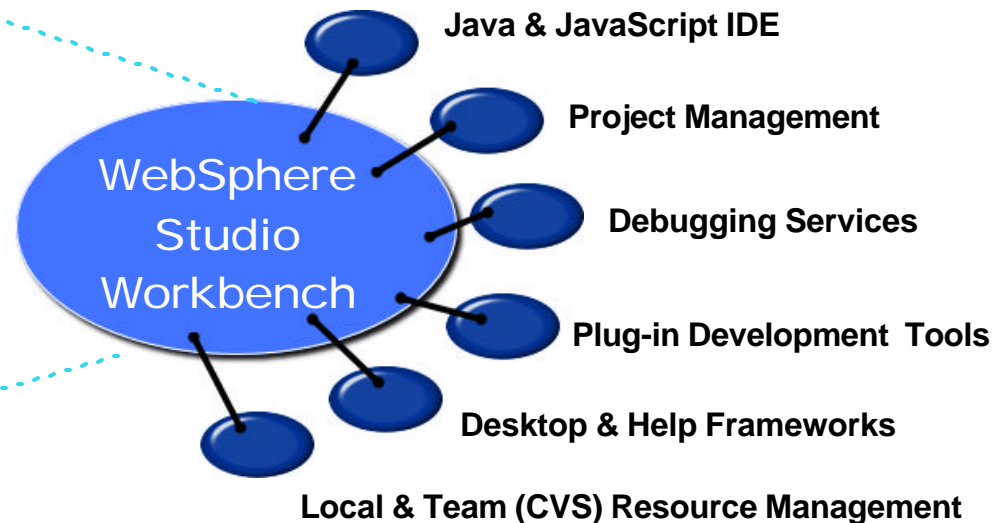 Java & JavaScript IDE
Project Management
WebSphere
Studio
Workbench
Debugging Services
Plug-in Development Tools
Desktop & Help Frameworks
Local & Team (CVS) Resource Management